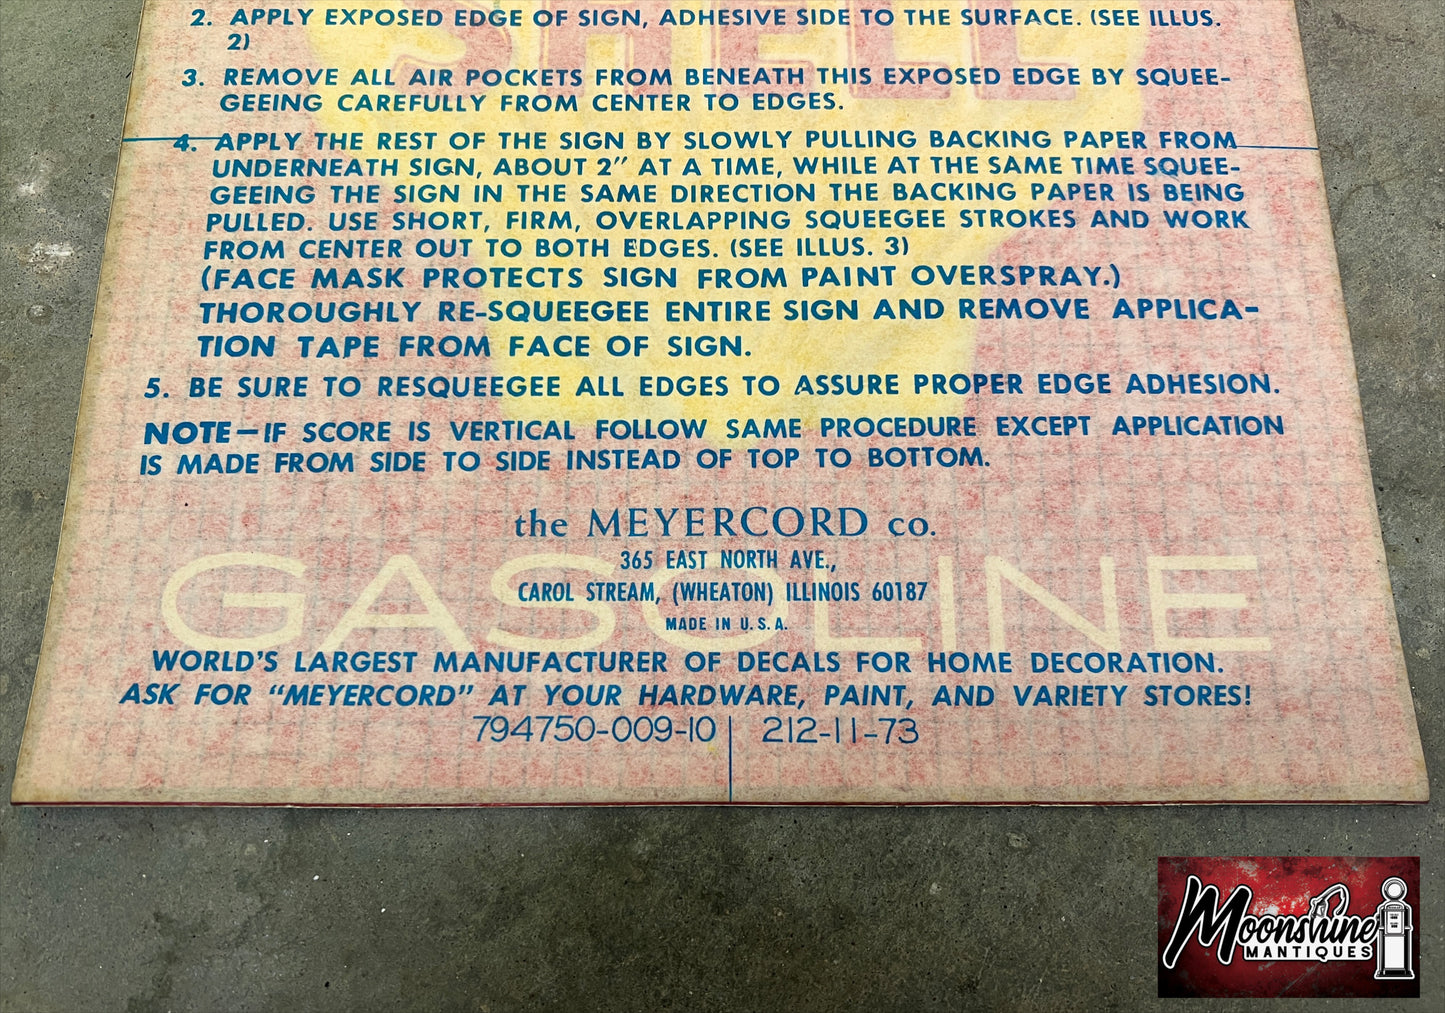 SHELL
2. APPLY EXPOSED EDGE OF SIGN, ADHESIVE SIDE TO THE SURFACE. (SEE ILLUS.
2)
3. REMOVE ALL AIR POCKETS FROM BENEATH THIS EXPOSED EDGE BY SQUEE-
GEEING CAREFULLY FROM CENTER TO EDGES.
4. APPLY THE REST OF THE SIGN BY SLOWLY PULLING BACKING PAPER FROM
UNDERNEATH SIGN, ABOUT 2" AT A TIME, WHILE AT THE SAME TIME SQUEE-
GEEING THE SIGN IN THE SAME DIRECTION THE BACKING PAPER IS BEING
PULLED. USE SHORT, FIRM, OVERLAPPING SQUEEGEE STROKES AND WORK
FROM CENTER OUT TO BOTH EDGES. (SEE ILLUS. 3)
(FACE MASK PROTECTS SIGN FROM PAINT OVERSPRAY.)
THOROUGHLY RE-SQUEEGEE ENTIRE SIGN AND REMOVE APPLICA-
TION TAPE FROM FACE OF SIGN.
5. BE SURE TO RESQUEEGEE ALL EDGES TO ASSURE PROPER EDGE ADHESION.
NOTE—IF SCORE IS VERTICAL FOLLOW SAME PROCEDURE EXCEPT APPLICATION
IS MADE FROM SIDE TO SIDE INSTEAD OF TOP TO BOTTOM.
the MEYERCORD co.
365 EAST NORTH AVE.,
CAROL STREAM, (WHEATON) ILLINOIS 60187
GASOLINE
MADE IN U.S.A.
WORLD'S LARGEST MANUFACTURER OF DECALS FOR HOME DECORATION.
ASK FOR "MEYERCORD" AT YOUR HARDWARE, PAINT, AND VARIETY STORES!
794750-009-10 212-11-73
Moonshine
MANTIQUES